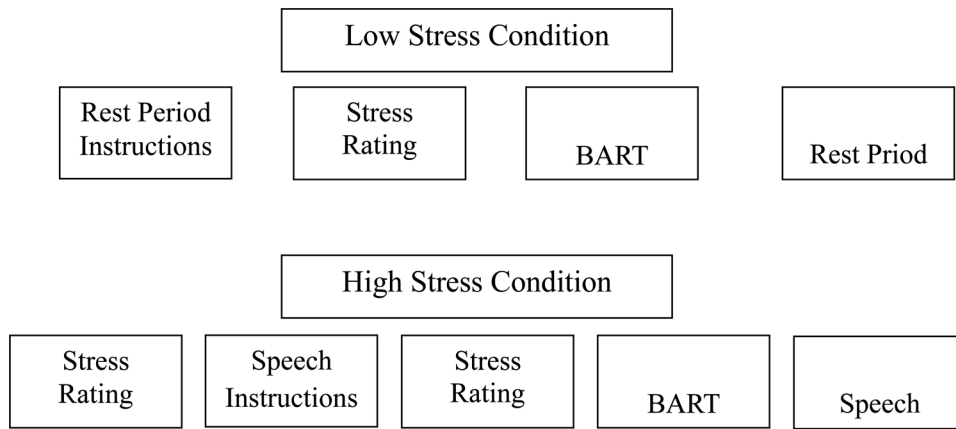 Low Stress Condition
Rest Period
Instructions
Stress
Rating
BART
Rest Priod
High Stress Condition
Stress
Rating
Speech
Instructions
Stress
Rating
BART
Speech